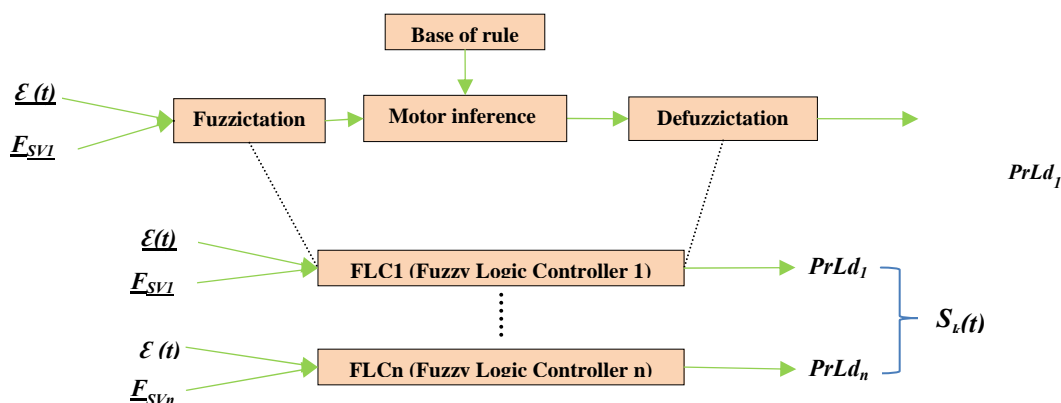 Base of rule
Ɛ (t)
Fuzzictation
Motor inference
Defuzzictation
F_SV1
PrLd_1
Ɛ(t)
FLC1 (Fuzzy Logic Controller 1)
PrLd_1
F_SV1
S_k(t)
Ɛ (t)
FLCn (Fuzzy Logic Controller n)
PrLd_n
F_SVn